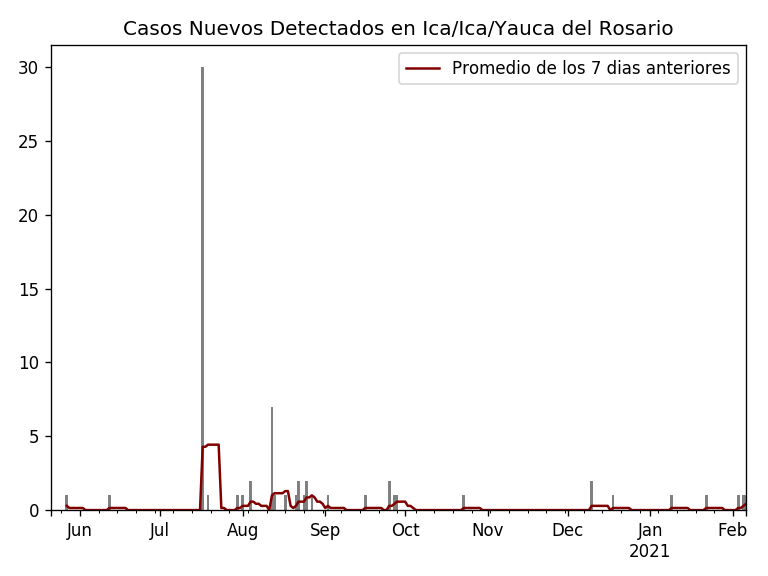 Casos Nuevos Detectados en Ica/Ica/Yauca del Rosario
Promedio de los 7 dias anteriores
30
25
20
15
10
5
0
Jun Jul Aug Sep Oct Nov Dec Jan Feb
2021